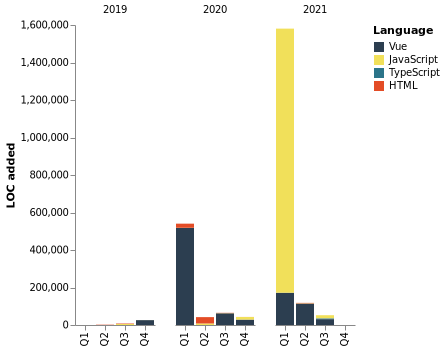 2019 2020 2021
1,600,000
1,400,000
1,200,000
1,000,000
800,000
600,000
400,000
200,000
0
LOC added
Q1 Q2 Q3 Q4 Q1 Q2 Q3 Q4 Q1 Q2 Q3 Q4
Language
Vue
JavaScript
TypeScript
HTML